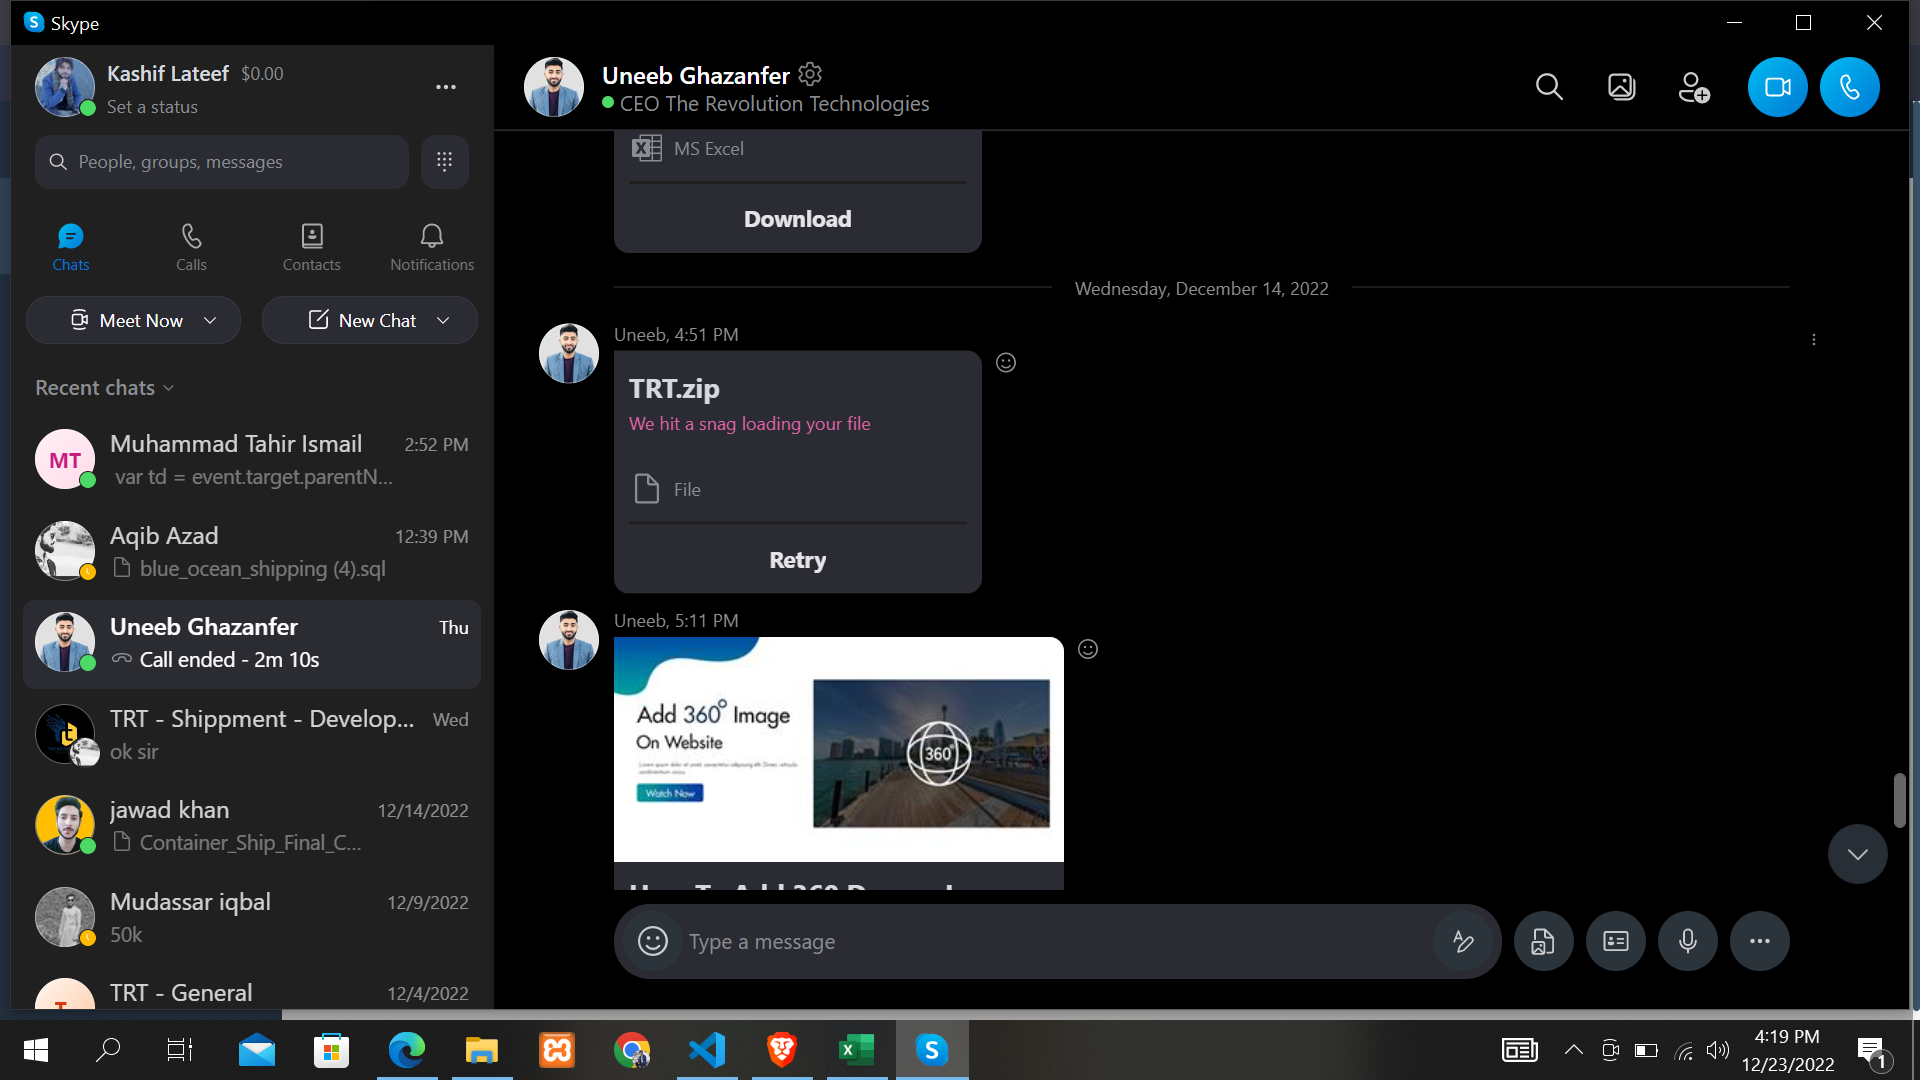 Skype
Kashif Lateef $0.00
Set a status
People, groups, messages
Chats
Calls
Contacts
Notifications
Meet Now
New Chat
Recent chats
MT
Muhammad Tahir Ismail 2:52 PM
var td = event.target.parentN...
Aqib Azad 12:39 PM
blue_ocean_shipping (4).sql
Uneeb Ghazanfer Thu
Call ended - 2m 10s
TRT - Shippment - Develop... Wed
ok sir
jawad khan 12/14/2022
Container_Ship_Final_C...
Mudassar iqbal 12/9/2022
50k
TRT - General 12/4/2022
Uneeb Ghazanfer
CEO The Revolution Technologies
MS Excel
Download
Wednesday, December 14, 2022
Uneeb, 4:51 PM
TRT.zip
We hit a snag loading your file
File
Retry
Uneeb, 5:11 PM
Add 360° Image
On Website
Watch Now
360°
Type a message
4:19 PM
12/23/2022
1